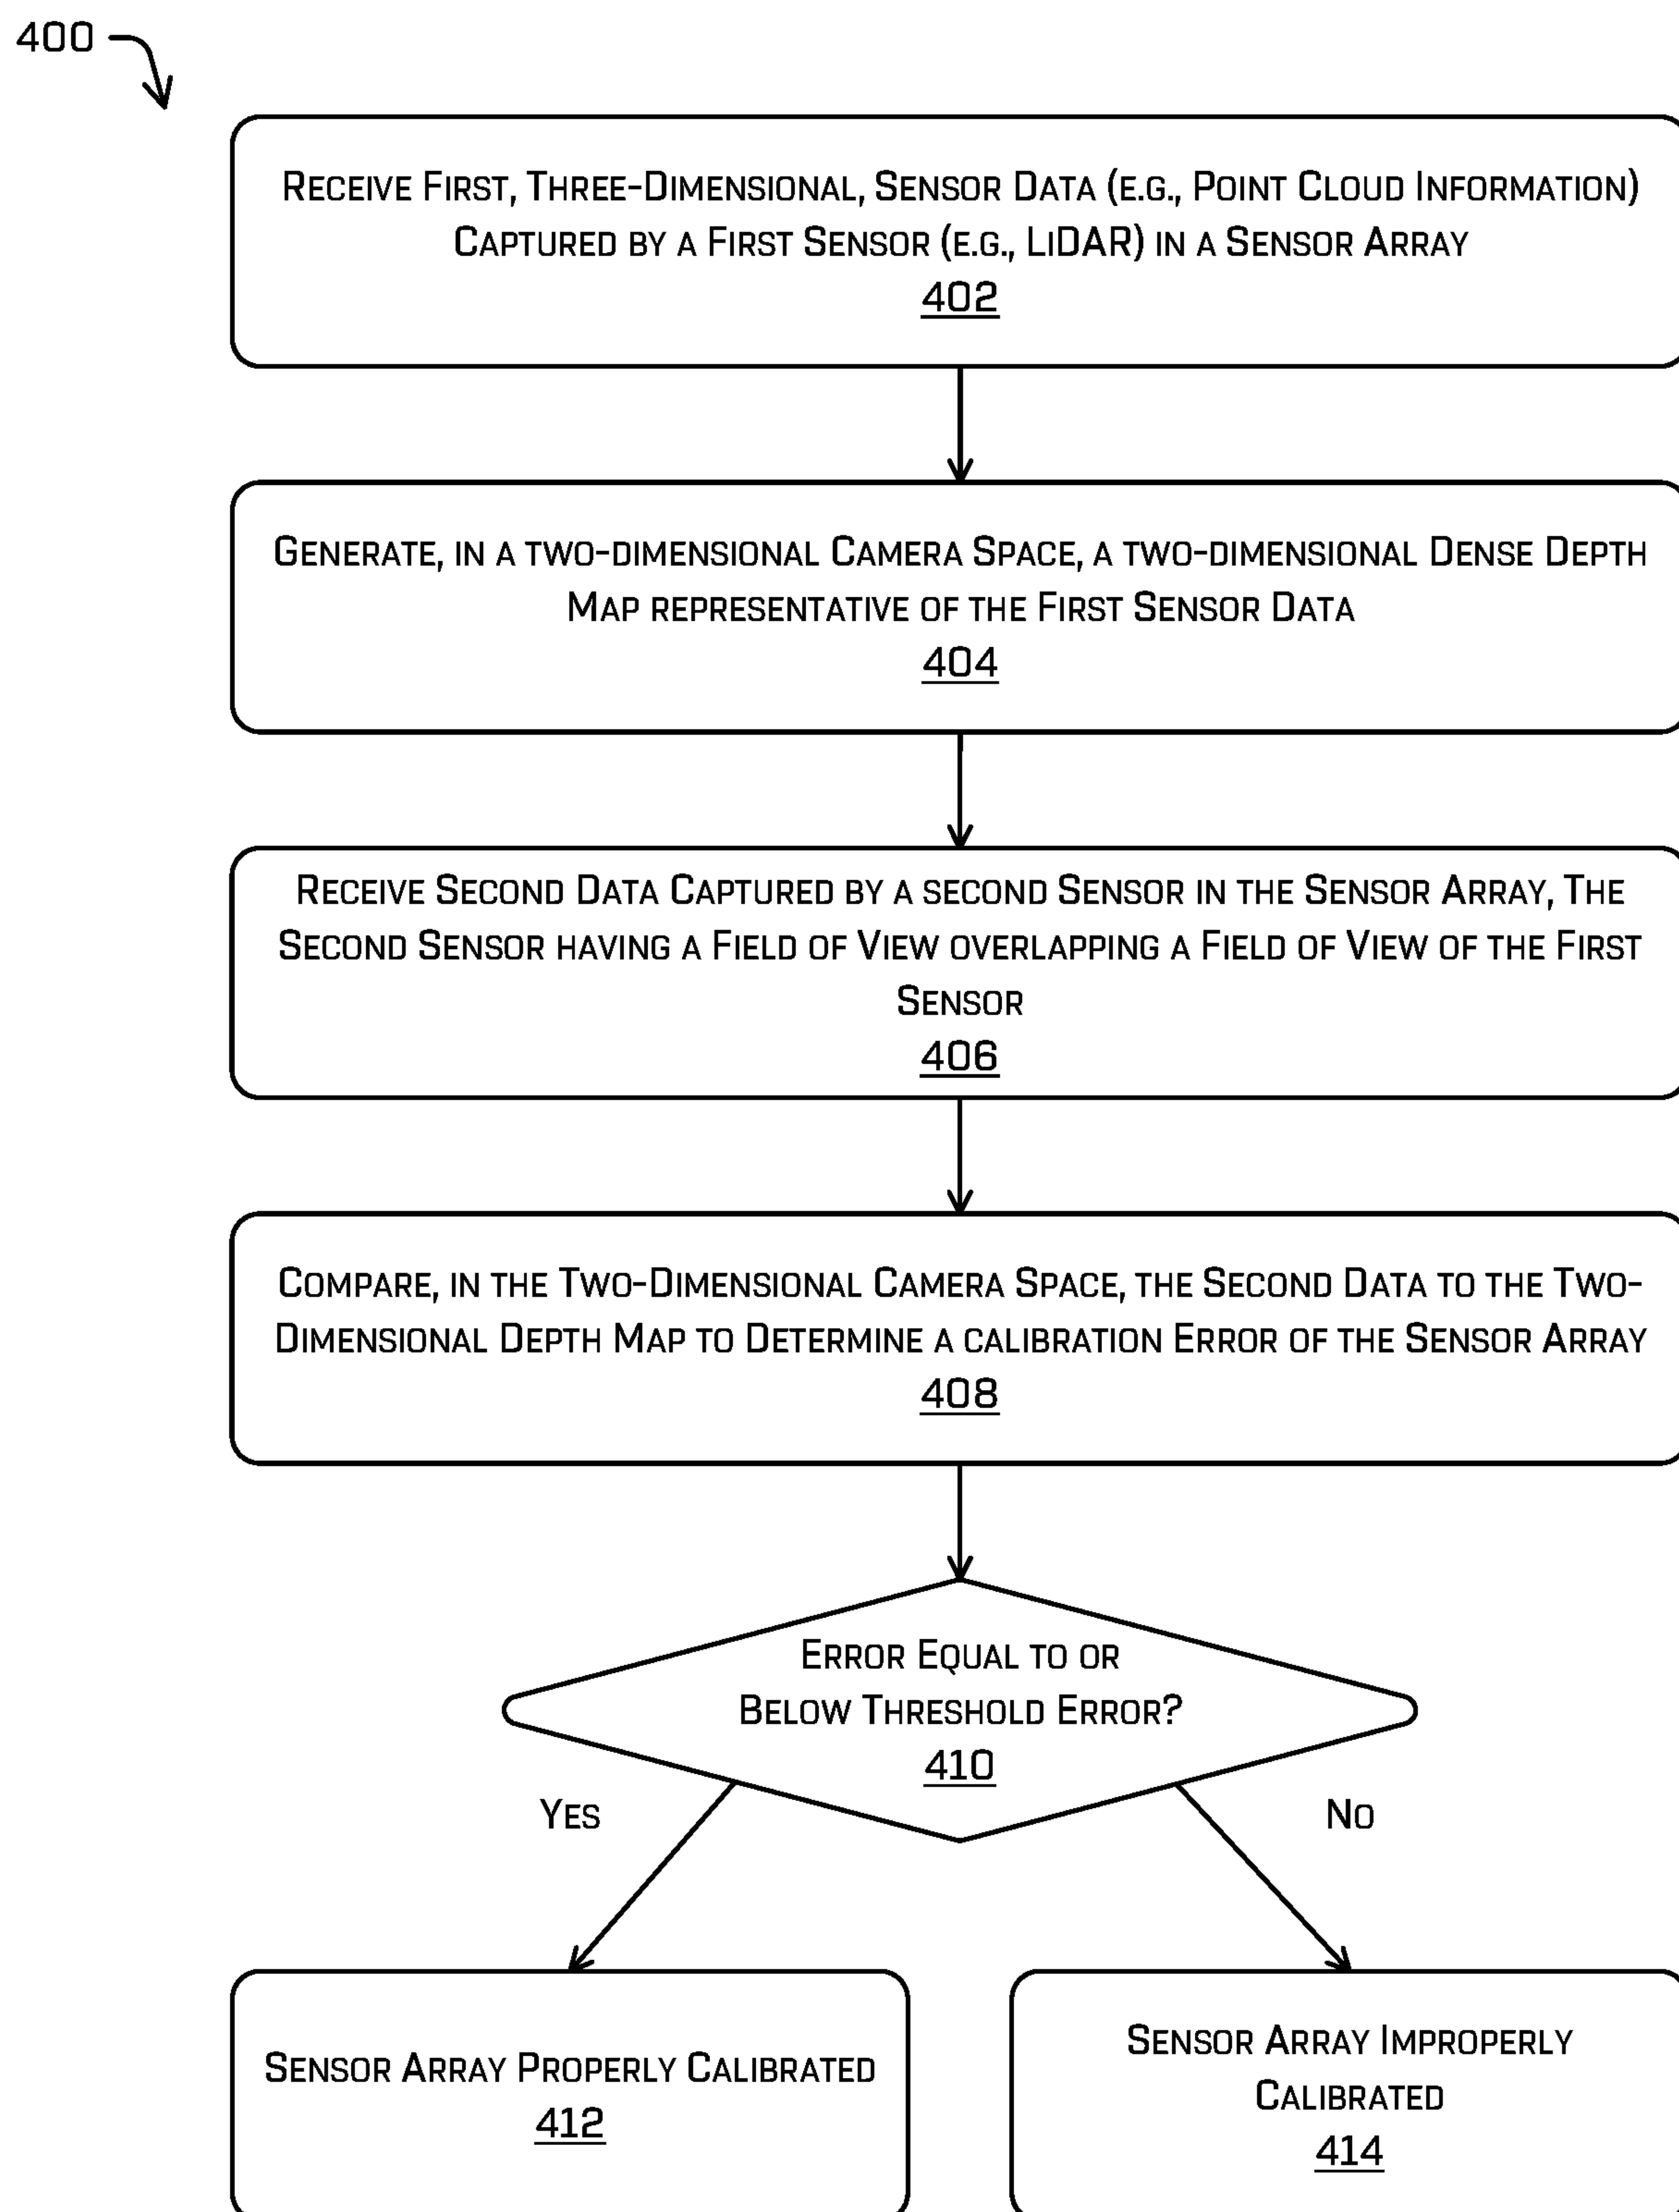 400
Receive First, Three-Dimensional, Sensor Data (e.g., Point Cloud Information)
Captured by a First Sensor (e.g., LiDAR) in a Sensor Array
402
Generate, in a two-dimensional Camera Space, a two-dimensional Dense Depth
Map representative of the First Sensor Data
404
Receive Second Data Captured by a second Sensor in the Sensor Array, The
Second Sensor having a Field of View overlapping a Field of View of the First
Sensor
406
Compare, in the Two-Dimensional Camera Space, the Second Data to the Two-
Dimensional Depth Map to Determine a calibration Error of the Sensor Array
408
Error Equal to or
Below Threshold Error?
410
Yes
No
Sensor Array Properly Calibrated
412
Sensor Array Improperly
Calibrated
414